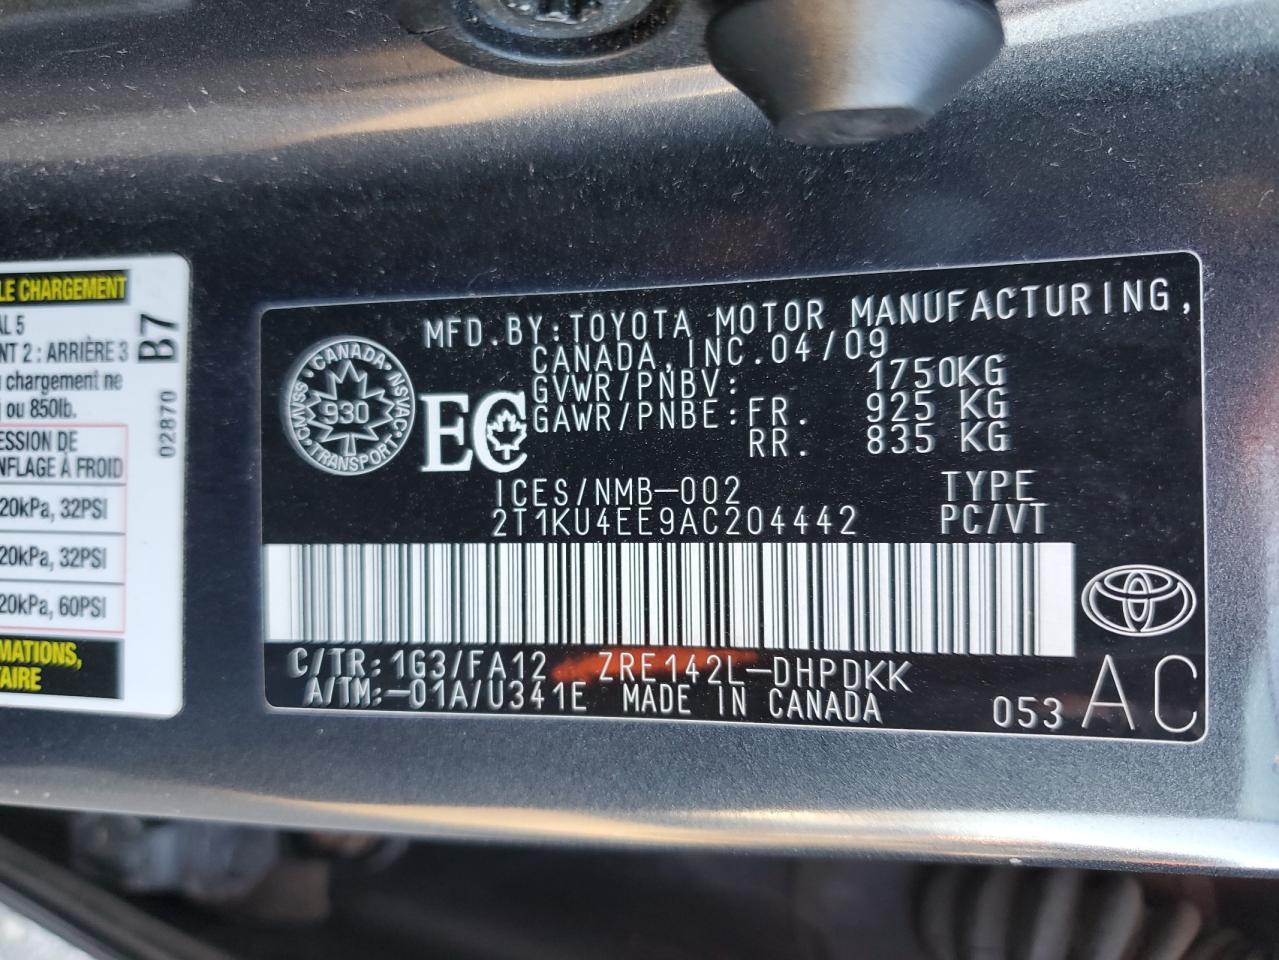 LE CHARGEMENT
AL 5
NT 2 : ARRIÈRE 3
chargement ne
ou 850lb.
ESSION DE
NFLAGE À FROID
20kPa, 32PSI
20kPa, 32PSI
20kPa, 60PSI
MATIONS,
TAIRE
B7
02870
CANADA
CMVSS
NSVAC
930
TRANSPORT
EC
MFD.BY:TOYOTA MOTOR MANUFACTURING,
CANADA,INC.04/09
GVWR/PNBV: 1750KG
GAWR/PNBE:FR. 925 KG
RR. 835 KG
ICES/NMB-002 TYPE
2T1KU4EE9AC204442 PC/VT
C/TR:1G3/FA12 ZRE142L-DHPDKK
A/TM:-01A/U341E MADE IN CANADA
053 AC